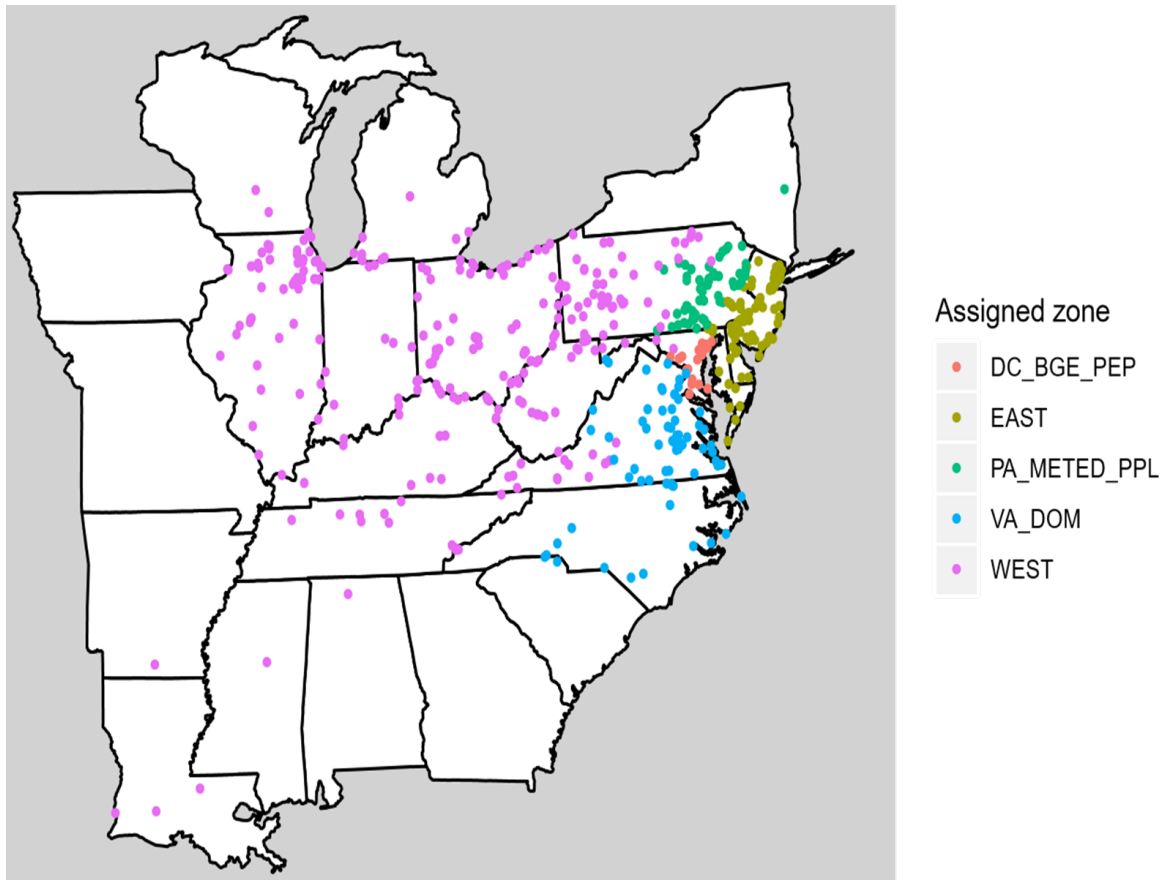 Assigned zone
DC_BGE_PEP
EAST
PA_METED_PPL
VA_DOM
WEST